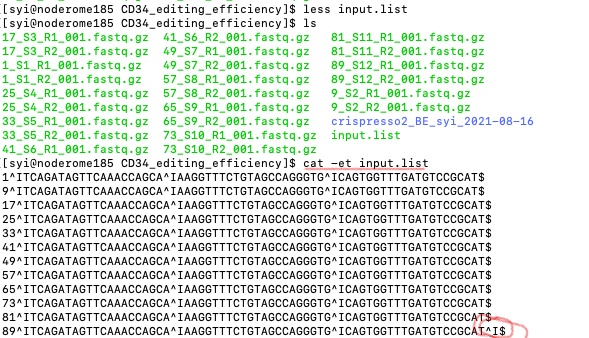 [[syi@noderome185 CD34_editing_efficiency]$ less input.list
[[syi@noderome185 CD34_editing_efficiency]$ ls
17_S3_R1_001.fastq.gz 41_S6_R2_001.fastq.gz 81_S11_R1_001.fastq.gz
17_S3_R2_001.fastq.gz 49_S7_R1_001.fastq.gz 81_S11_R2_001.fastq.gz
1_S1_R1_001.fastq.gz 49_S7_R2_001.fastq.gz 89_S12_R1_001.fastq.gz
1_S1_R2_001.fastq.gz 57_S8_R1_001.fastq.gz 89_S12_R2_001.fastq.gz
25_S4_R1_001.fastq.gz 57_S8_R2_001.fastq.gz 9_S2_R1_001.fastq.gz
25_S4_R2_001.fastq.gz 65_S9_R1_001.fastq.gz 9_S2_R2_001.fastq.gz
33_S5_R1_001.fastq.gz 65_S9_R2_001.fastq.gz crispresso2_BE_syi_2021-08-16
33_S5_R2_001.fastq.gz 73_S10_R1_001.fastq.gz input.list
41_S6_R1_001.fastq.gz 73_S10_R2_001.fastq.gz
[[syi@noderome185 CD34_editing_efficiency]$ cat -et input.list
1^ITCAGATAGTTCAAACCAGCA^IAAGGTTTCTGTAGCCAGGGTG^ICAGTGGTTTGATGTCCGCAT$
9^ITCAGATAGTTCAAACCAGCA^IAAGGTTTCTGTAGCCAGGGTG^ICAGTGGTTTGATGTCCGCAT$
17^ITCAGATAGTTCAAACCAGCA^IAAGGTTTCTGTAGCCAGGGTG^ICAGTGGTTTGATGTCCGCAT$
25^ITCAGATAGTTCAAACCAGCA^IAAGGTTTCTGTAGCCAGGGTG^ICAGTGGTTTGATGTCCGCAT$
33^ITCAGATAGTTCAAACCAGCA^IAAGGTTTCTGTAGCCAGGGTG^ICAGTGGTTTGATGTCCGCAT$
41^ITCAGATAGTTCAAACCAGCA^IAAGGTTTCTGTAGCCAGGGTG^ICAGTGGTTTGATGTCCGCAT$
49^ITCAGATAGTTCAAACCAGCA^IAAGGTTTCTGTAGCCAGGGTG^ICAGTGGTTTGATGTCCGCAT$
57^ITCAGATAGTTCAAACCAGCA^IAAGGTTTCTGTAGCCAGGGTG^ICAGTGGTTTGATGTCCGCAT$
65^ITCAGATAGTTCAAACCAGCA^IAAGGTTTCTGTAGCCAGGGTG^ICAGTGGTTTGATGTCCGCAT$
73^ITCAGATAGTTCAAACCAGCA^IAAGGTTTCTGTAGCCAGGGTG^ICAGTGGTTTGATGTCCGCAT$
81^ITCAGATAGTTCAAACCAGCA^IAAGGTTTCTGTAGCCAGGGTG^ICAGTGGTTTGATGTCCGCAT$
89^ITCAGATAGTTCAAACCAGCA^IAAGGTTTCTGTAGCCAGGGTG^ICAGTGGTTTGATGTCCGCAT^I$